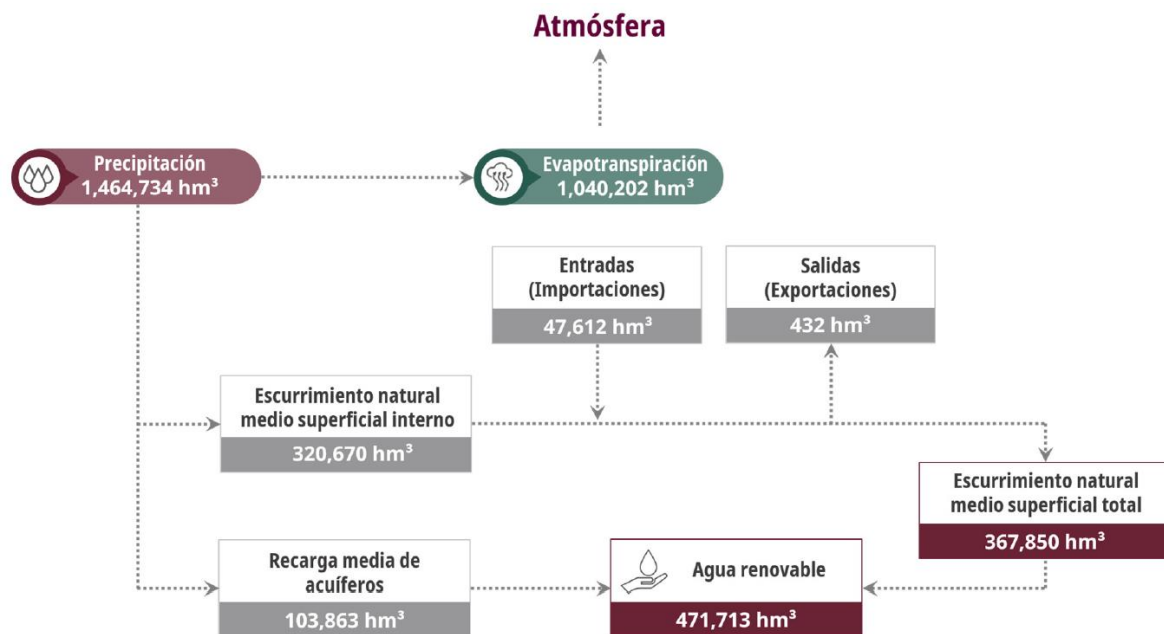 Atmósfera
Precipitación
1,464,734 hm³
Evapotranspiración
1,040,202 hm³
Entradas
(Importaciones)
47,612 hm³
Salidas
(Exportaciones)
432 hm³
Escurrimiento natural
medio superficial interno
320,670 hm³
Escurrimiento natural
medio superficial total
367,850 hm³
Recarga media de
acuíferos
103,863 hm³
Agua renovable
471,713 hm³